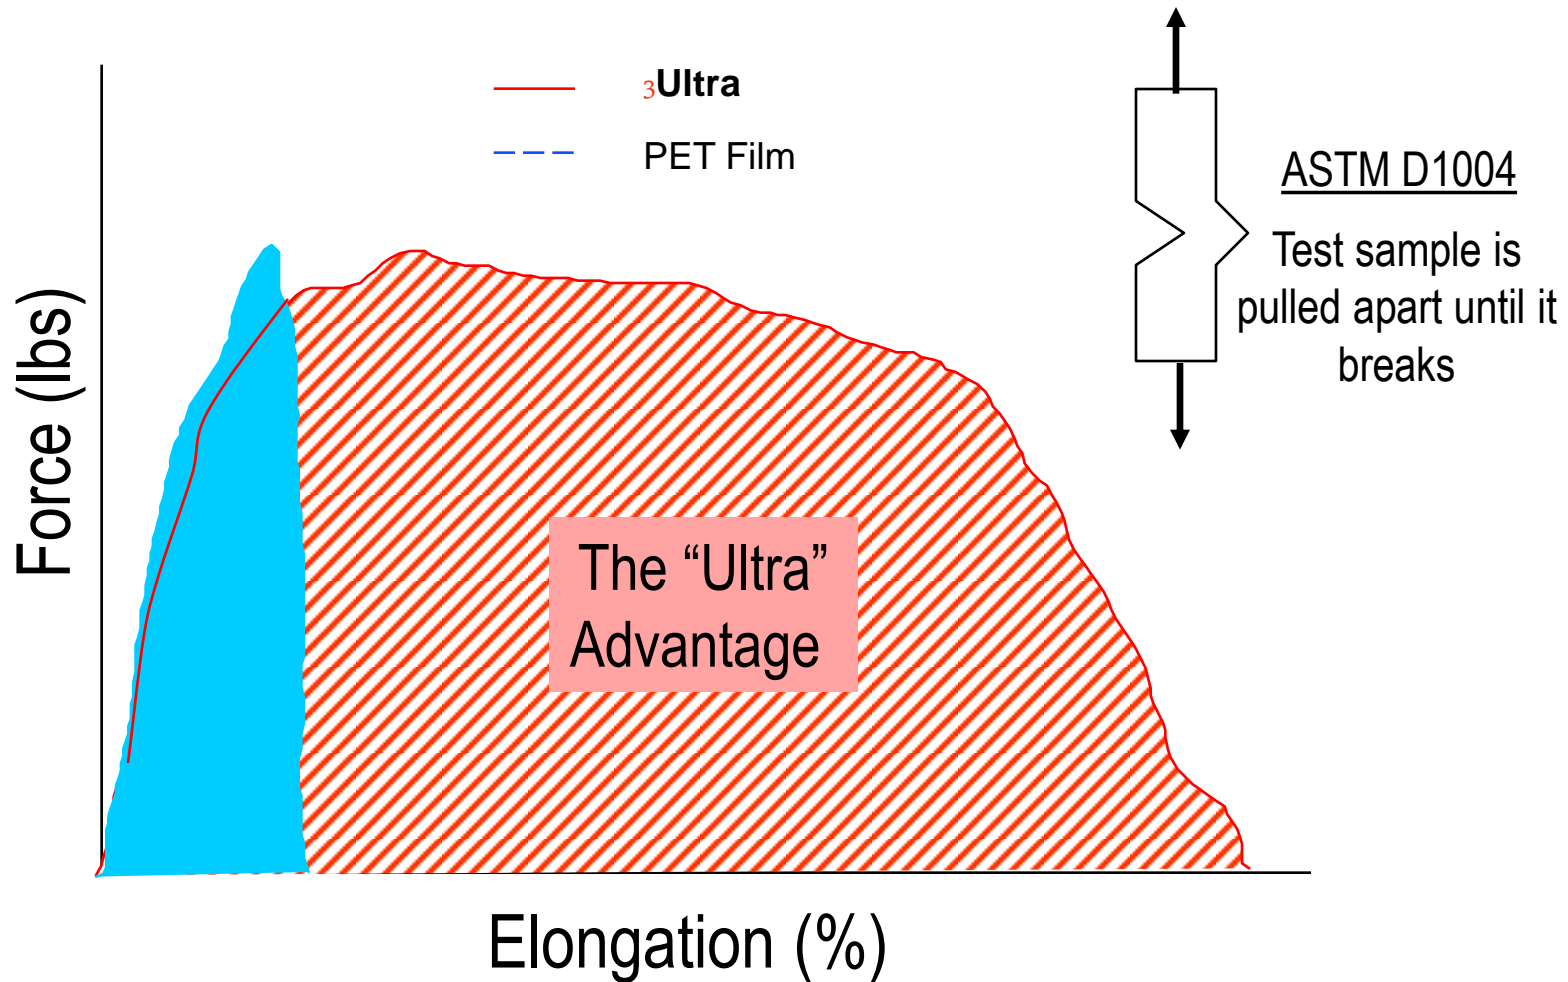 3Ultra
PET Film
ASTM D1004
Test sample is
pulled apart until it
breaks
Force (lbs)
The “Ultra”
Advantage
Elongation (%)